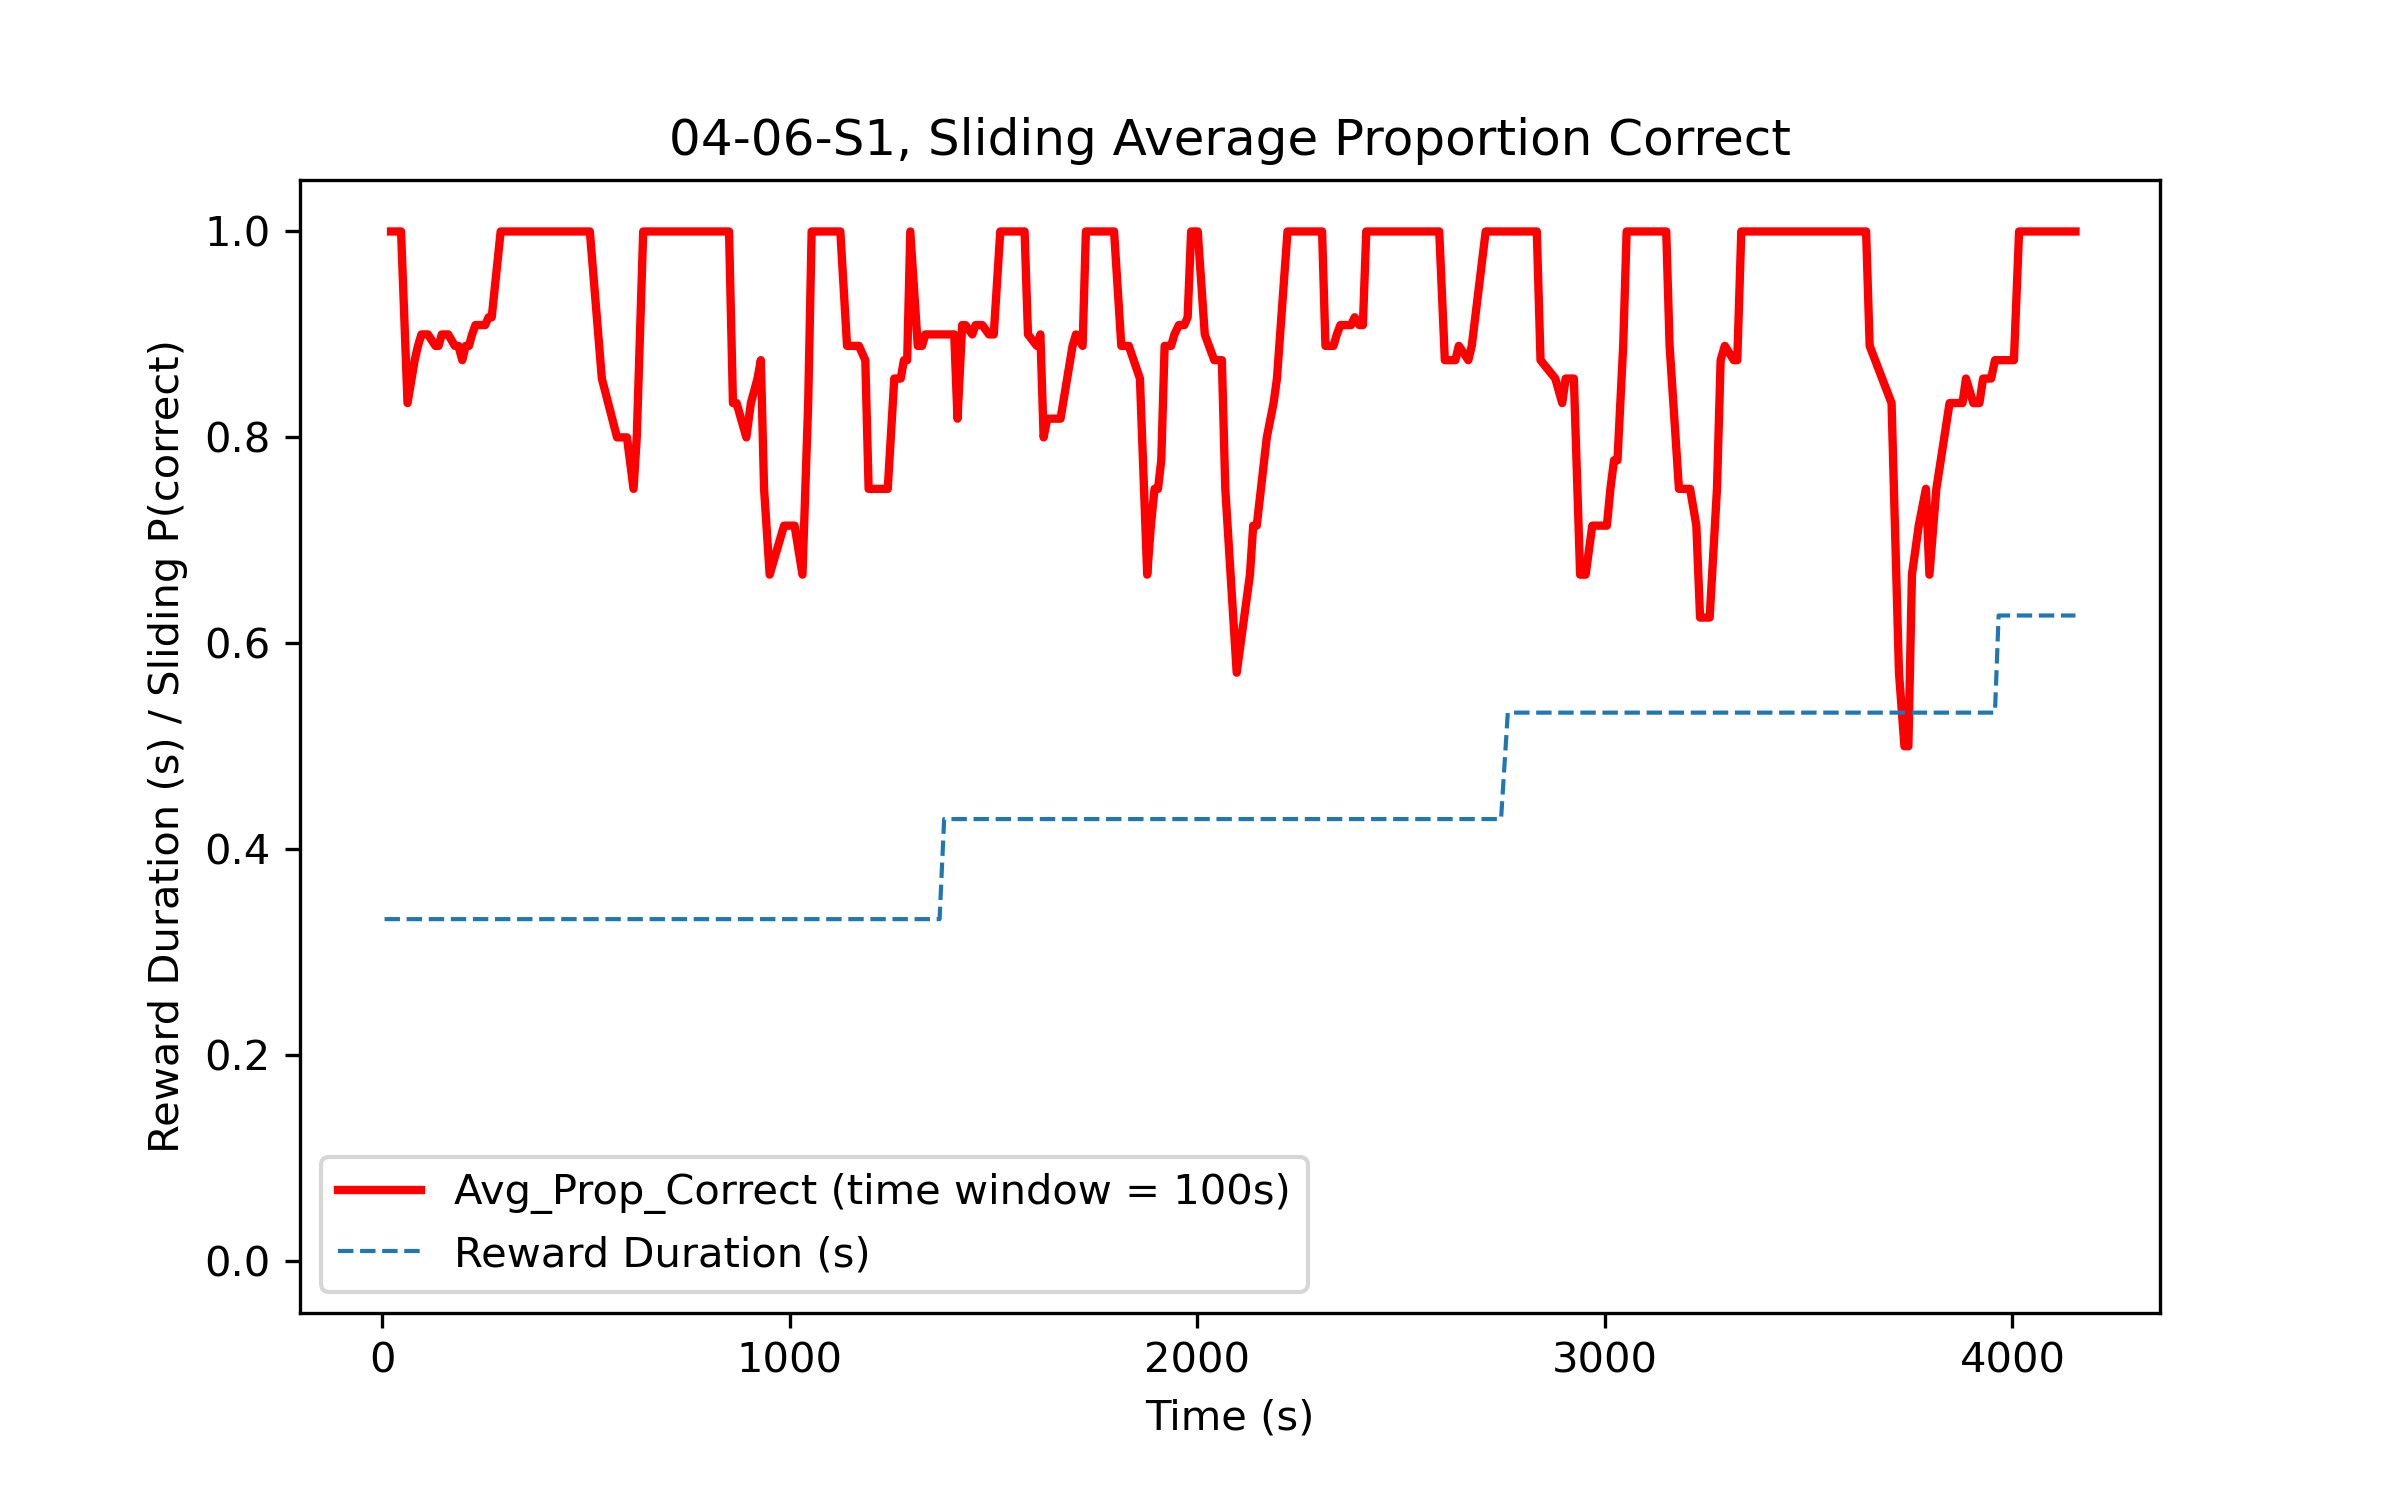 04-06-S1, Sliding Average Proportion Correct
Reward Duration (s) / Sliding P(correct)
1.0
0.8
0.6
0.4
0.2
0.0
Avg_Prop_Correct (time window = 100s)
Reward Duration (s)
0 1000 2000 3000 4000
Time (s)